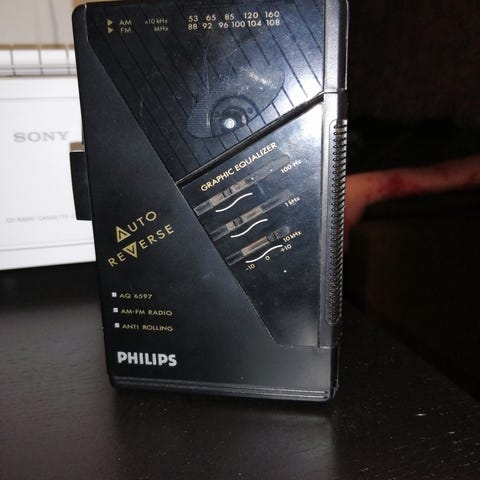 AM x10 kHz 53 65 85 120 160
FM MHz 88 92 96 100 104 108
SONY
GRAPHIC EQUALIZER
100 Hz
1 kHz
10 kHz
-10 0 +10
AUTO
REVERSE
AQ 6597
AM-FM RADIO
ANTI ROLLING
PHILIPS